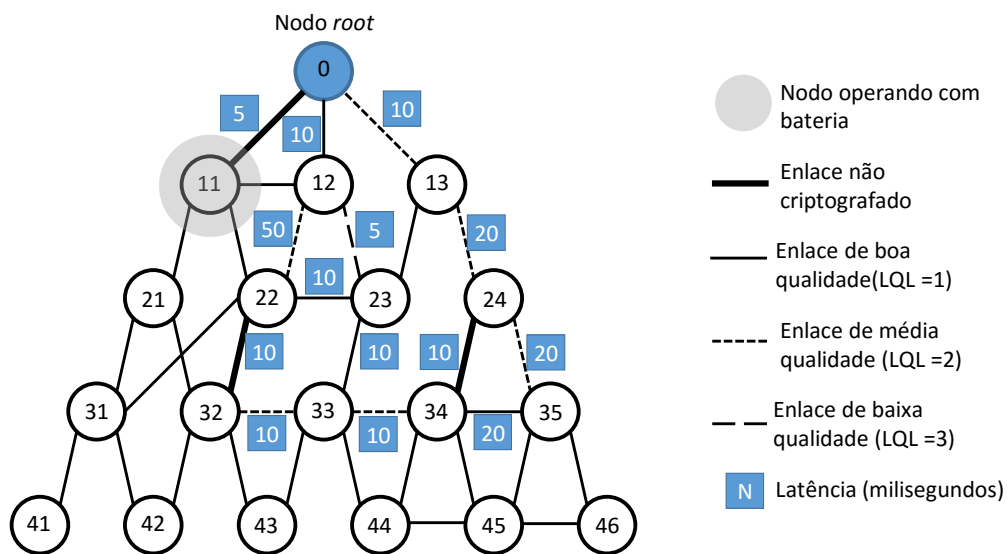 Nodo root
0
5
10
10
11
12
13
50
5
20
10
21
22
23
24
10
10
10
20
31
32
33
34
35
10
10
20
41
42
43
44
45
46
Nodo operando com
bateria
Enlace não
criptografado
Enlace de boa
qualidade(LQL =1)
Enlace de média
qualidade (LQL =2)
Enlace de baixa
qualidade (LQL =3)
N Latência (milisegundos)